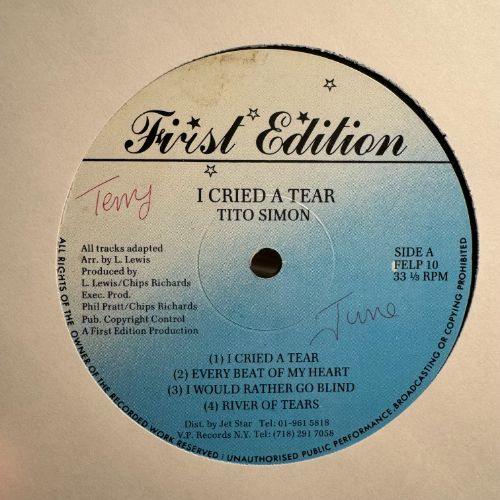 First Edition
I CRIED A TEAR
TITO SIMON
Terry
All tracks adapted
Arr. by L. Lewis
Produced by
L. Lewis/Chips Richards
Exec. Prod.
Phil Pratt/Chips Richards
Pub. Copyright Control
A First Edition Production
SIDE A
FELP 10
33 ⅓ RPM
June
(1) I CRIED A TEAR
(2) EVERY BEAT OF MY HEART
(3) I WOULD RATHER GO BLIND
(4) RIVER OF TEARS
Dist. by Jet Star Tel: 01-961 5818
V.P. Records N.Y. Tel: (718) 291 7058
ALL RIGHTS OF THE OWNER OF THE RECORDED WORK RESERVED : UNAUTHORISED PUBLIC PERFORMANCE, BROADCASTING OR COPYING PROHIBITED